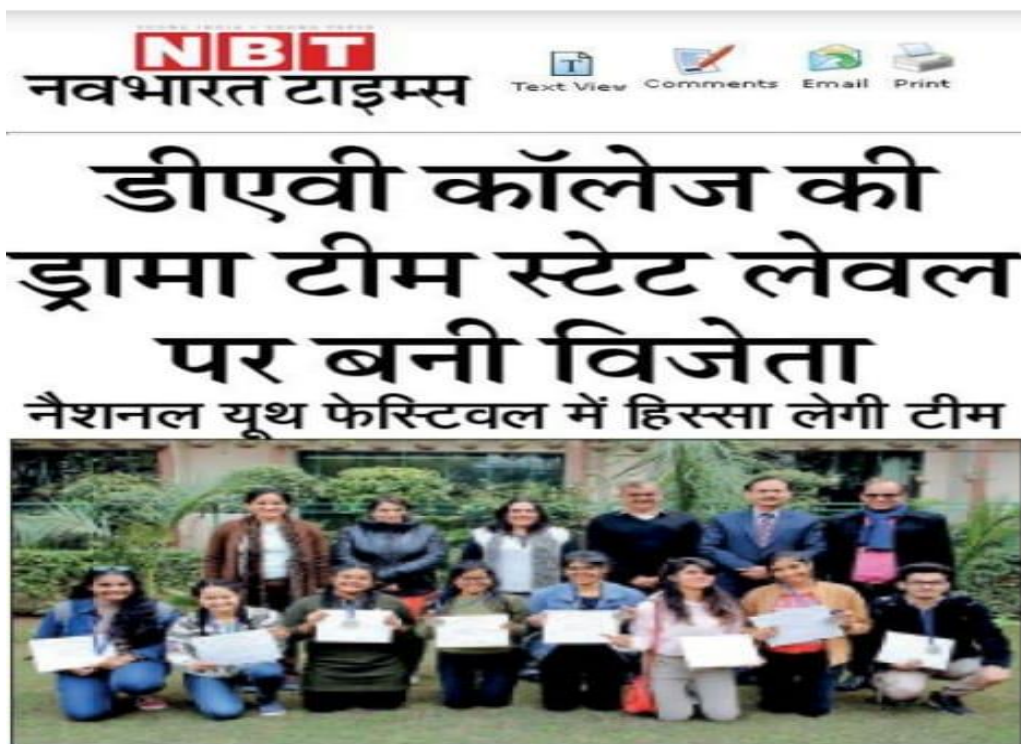 NBT
नवभारत टाइम्स
Text View Comments Email Print
डीएवी कॉलेज की
ड्रामा टीम स्टेट लेवल
पर बनी विजेता
नैशनल यूथ फेस्टिवल में हिस्सा लेगी टीम